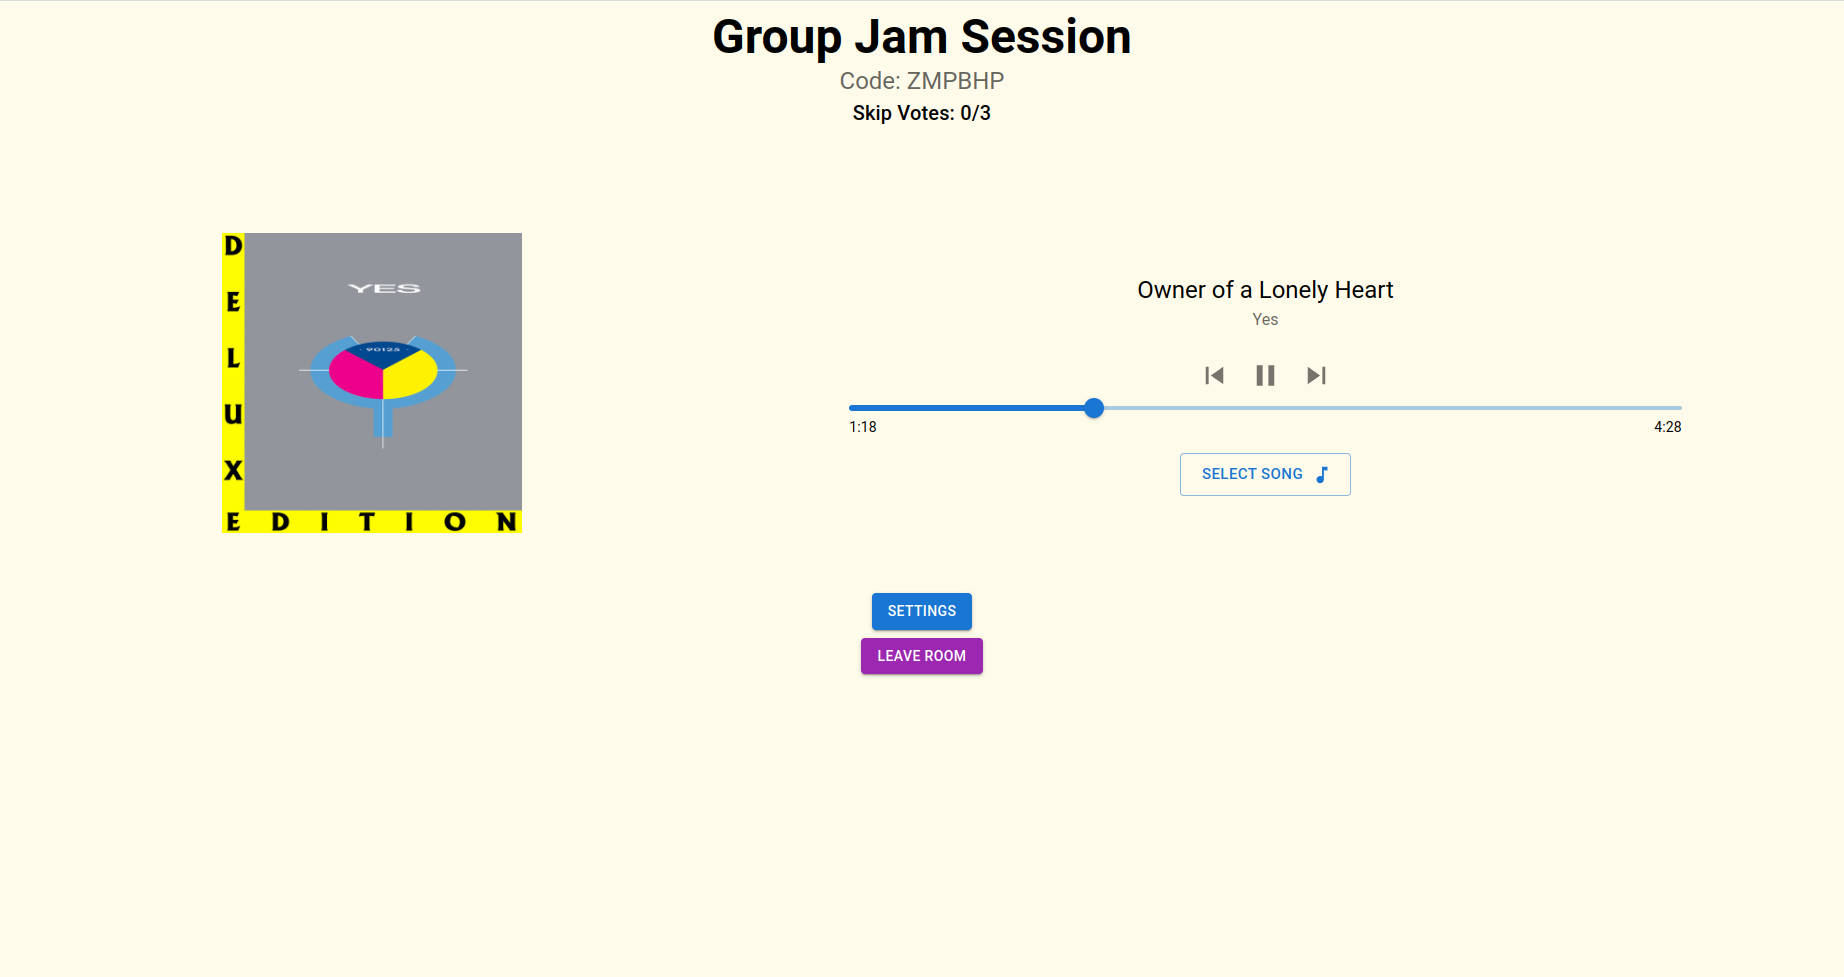 Group Jam Session
Code: ZMPBHP
Skip Votes: 0/3
D
E
L
U
X
E D I T I O N
YES
90125
Owner of a Lonely Heart
Yes
1:18
4:28
SELECT SONG
SETTINGS
LEAVE ROOM